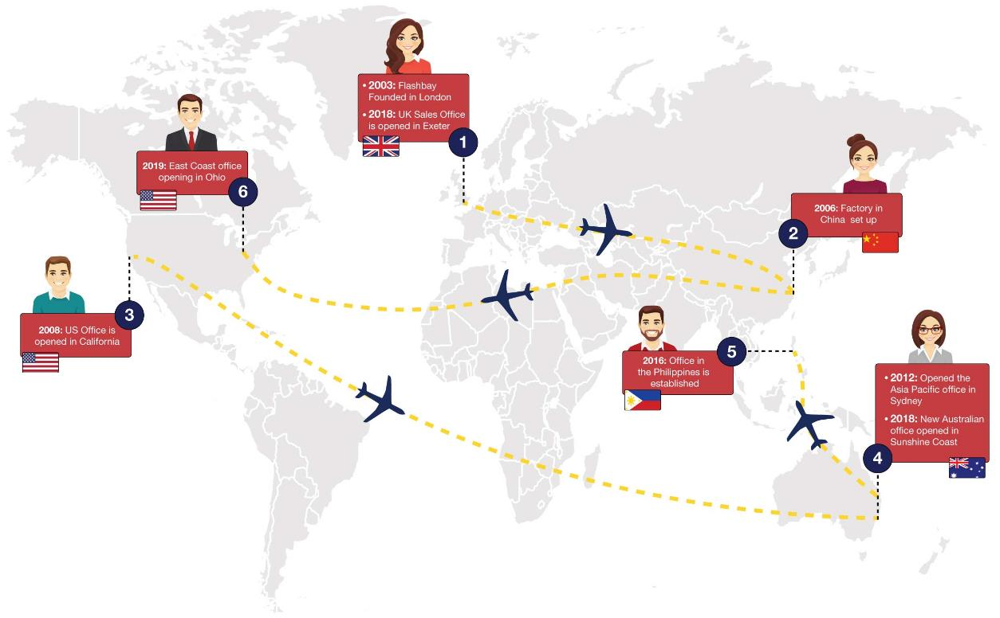 • 2003: Flashbay
Founded in London
• 2018: UK Sales Office
is opened in Exeter
1
2019: East Coast office
opening in Ohio
6
2006: Factory in
China set up
2
2008: US Office is
opened in California
3
2016: Office in
the Philippines is
established
5
• 2012: Opened the
Asia Pacific office in
Sydney
• 2018: New Australian
office opened in
Sunshine Coast
4